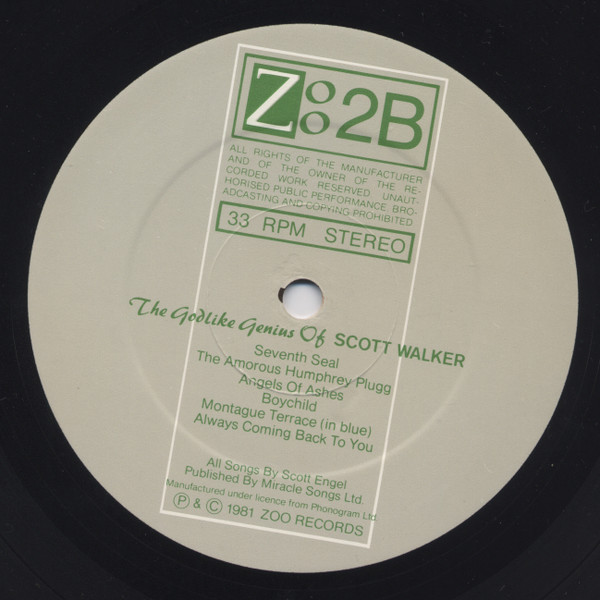 Zoo 2B
ALL RIGHTS OF THE MANUFACTURER
AND OF THE OWNER OF THE RE-
CORDED WORK RESERVED. UNAUT-
HORISED PUBLIC PERFORMANCE, BRO-
ADCASTING AND COPYING PROHIBITED
33 RPM STEREO
The Godlike Genius Of SCOTT WALKER
Seventh Seal
The Amorous Humphrey Plugg
Angels Of Ashes
Boychild
Montague Terrace (in blue)
Always Coming Back To You
All Songs By Scott Engel
Published By Miracle Songs Ltd.
Manufactured under licence from Phonogram Ltd.
Ⓟ & © 1981 ZOO RECORDS